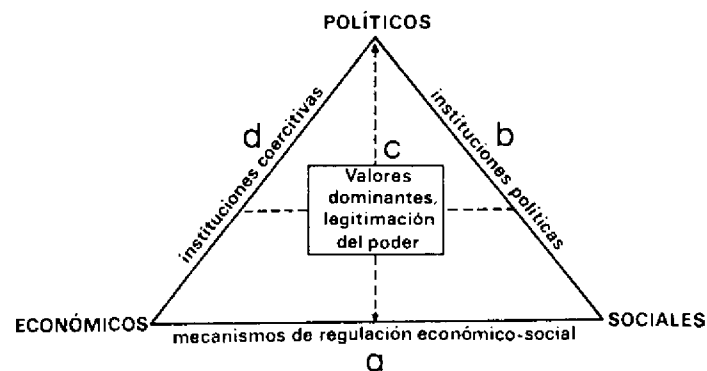 POLÍTICOS
instituciones coercitivas
d
instituciones políticas
b
c
Valores
dominantes,
legitimación
del poder
ECONÓMICOS
SOCIALES
mecanismos de regulación económico-social
a